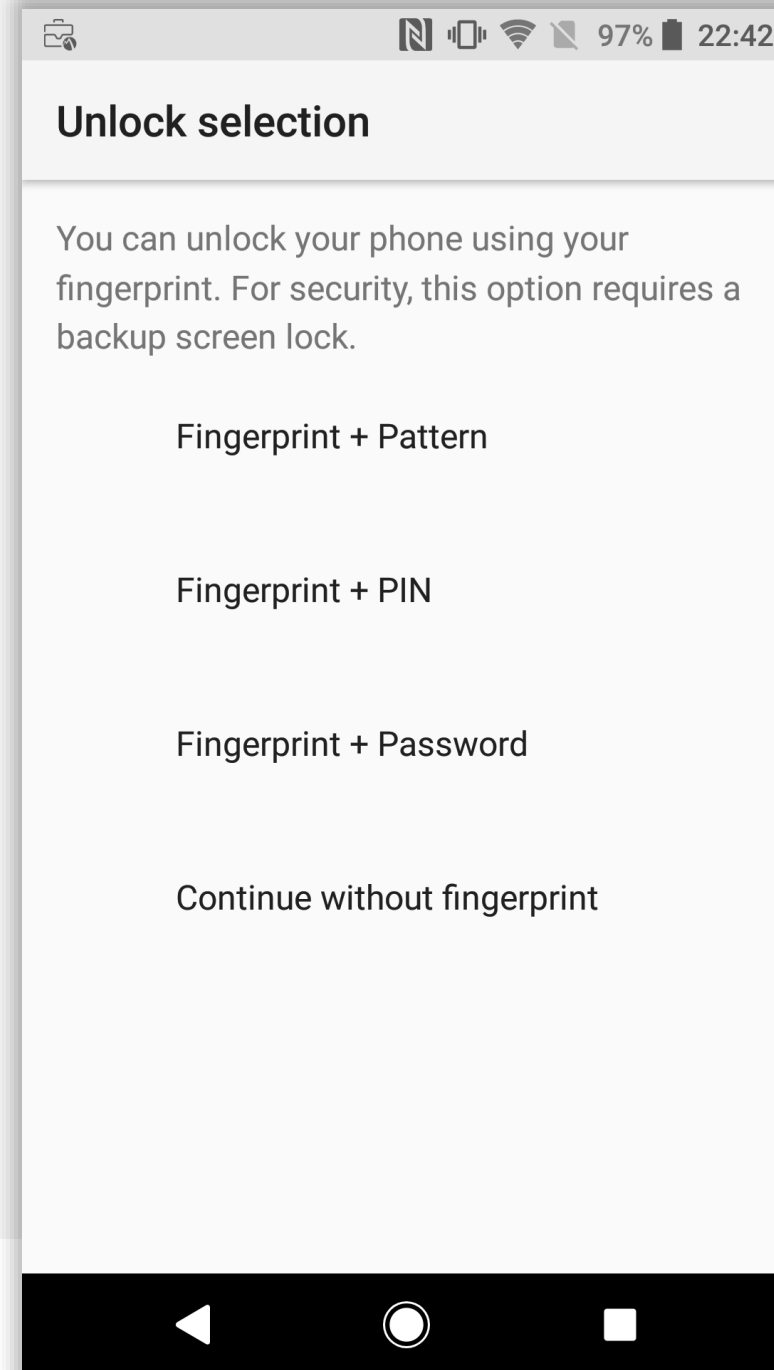 97% 22:42
Unlock selection
You can unlock your phone using your
fingerprint. For security, this option requires a
backup screen lock.
Fingerprint + Pattern
Fingerprint + PIN
Fingerprint + Password
Continue without fingerprint